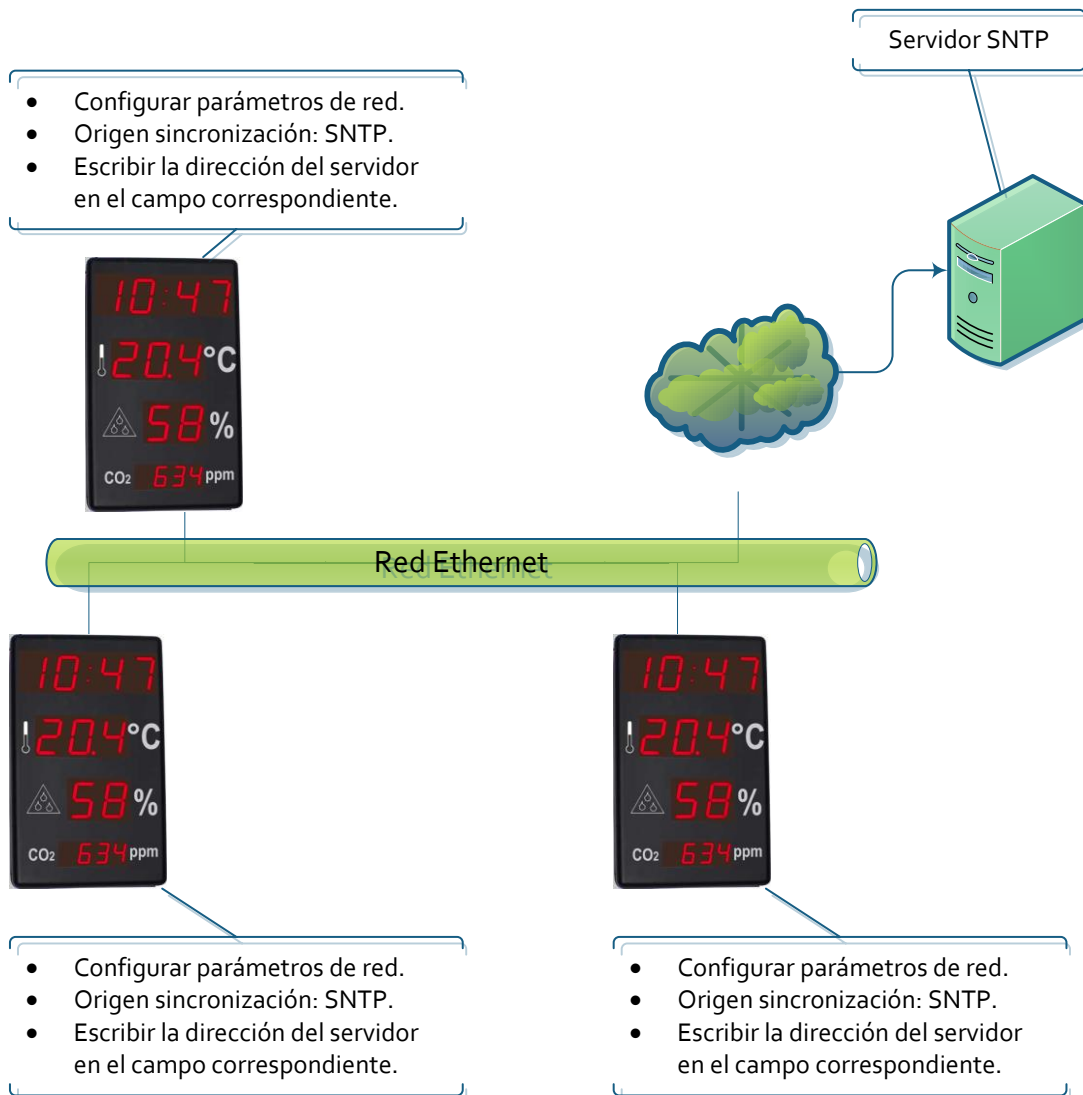 Servidor SNTP
• Configurar parámetros de red.
• Origen sincronización: SNTP.
• Escribir la dirección del servidor
en el campo correspondiente.
10:47
20.4°C
58%
CO₂ 634 ppm
Red Ethernet
10:47
20.4°C
58%
CO₂ 634 ppm
10:47
20.4°C
58%
CO₂ 634 ppm
• Configurar parámetros de red.
• Origen sincronización: SNTP.
• Escribir la dirección del servidor
en el campo correspondiente.
• Configurar parámetros de red.
• Origen sincronización: SNTP.
• Escribir la dirección del servidor
en el campo correspondiente.